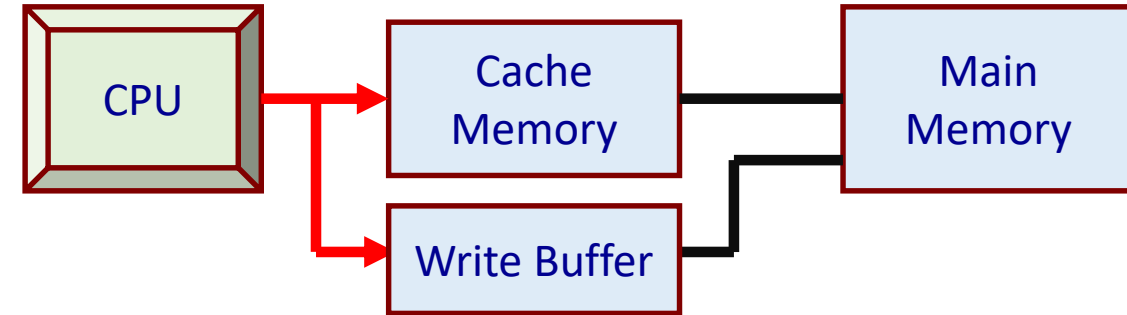 CPU
Cache
Memory
Main
Memory
Write Buffer